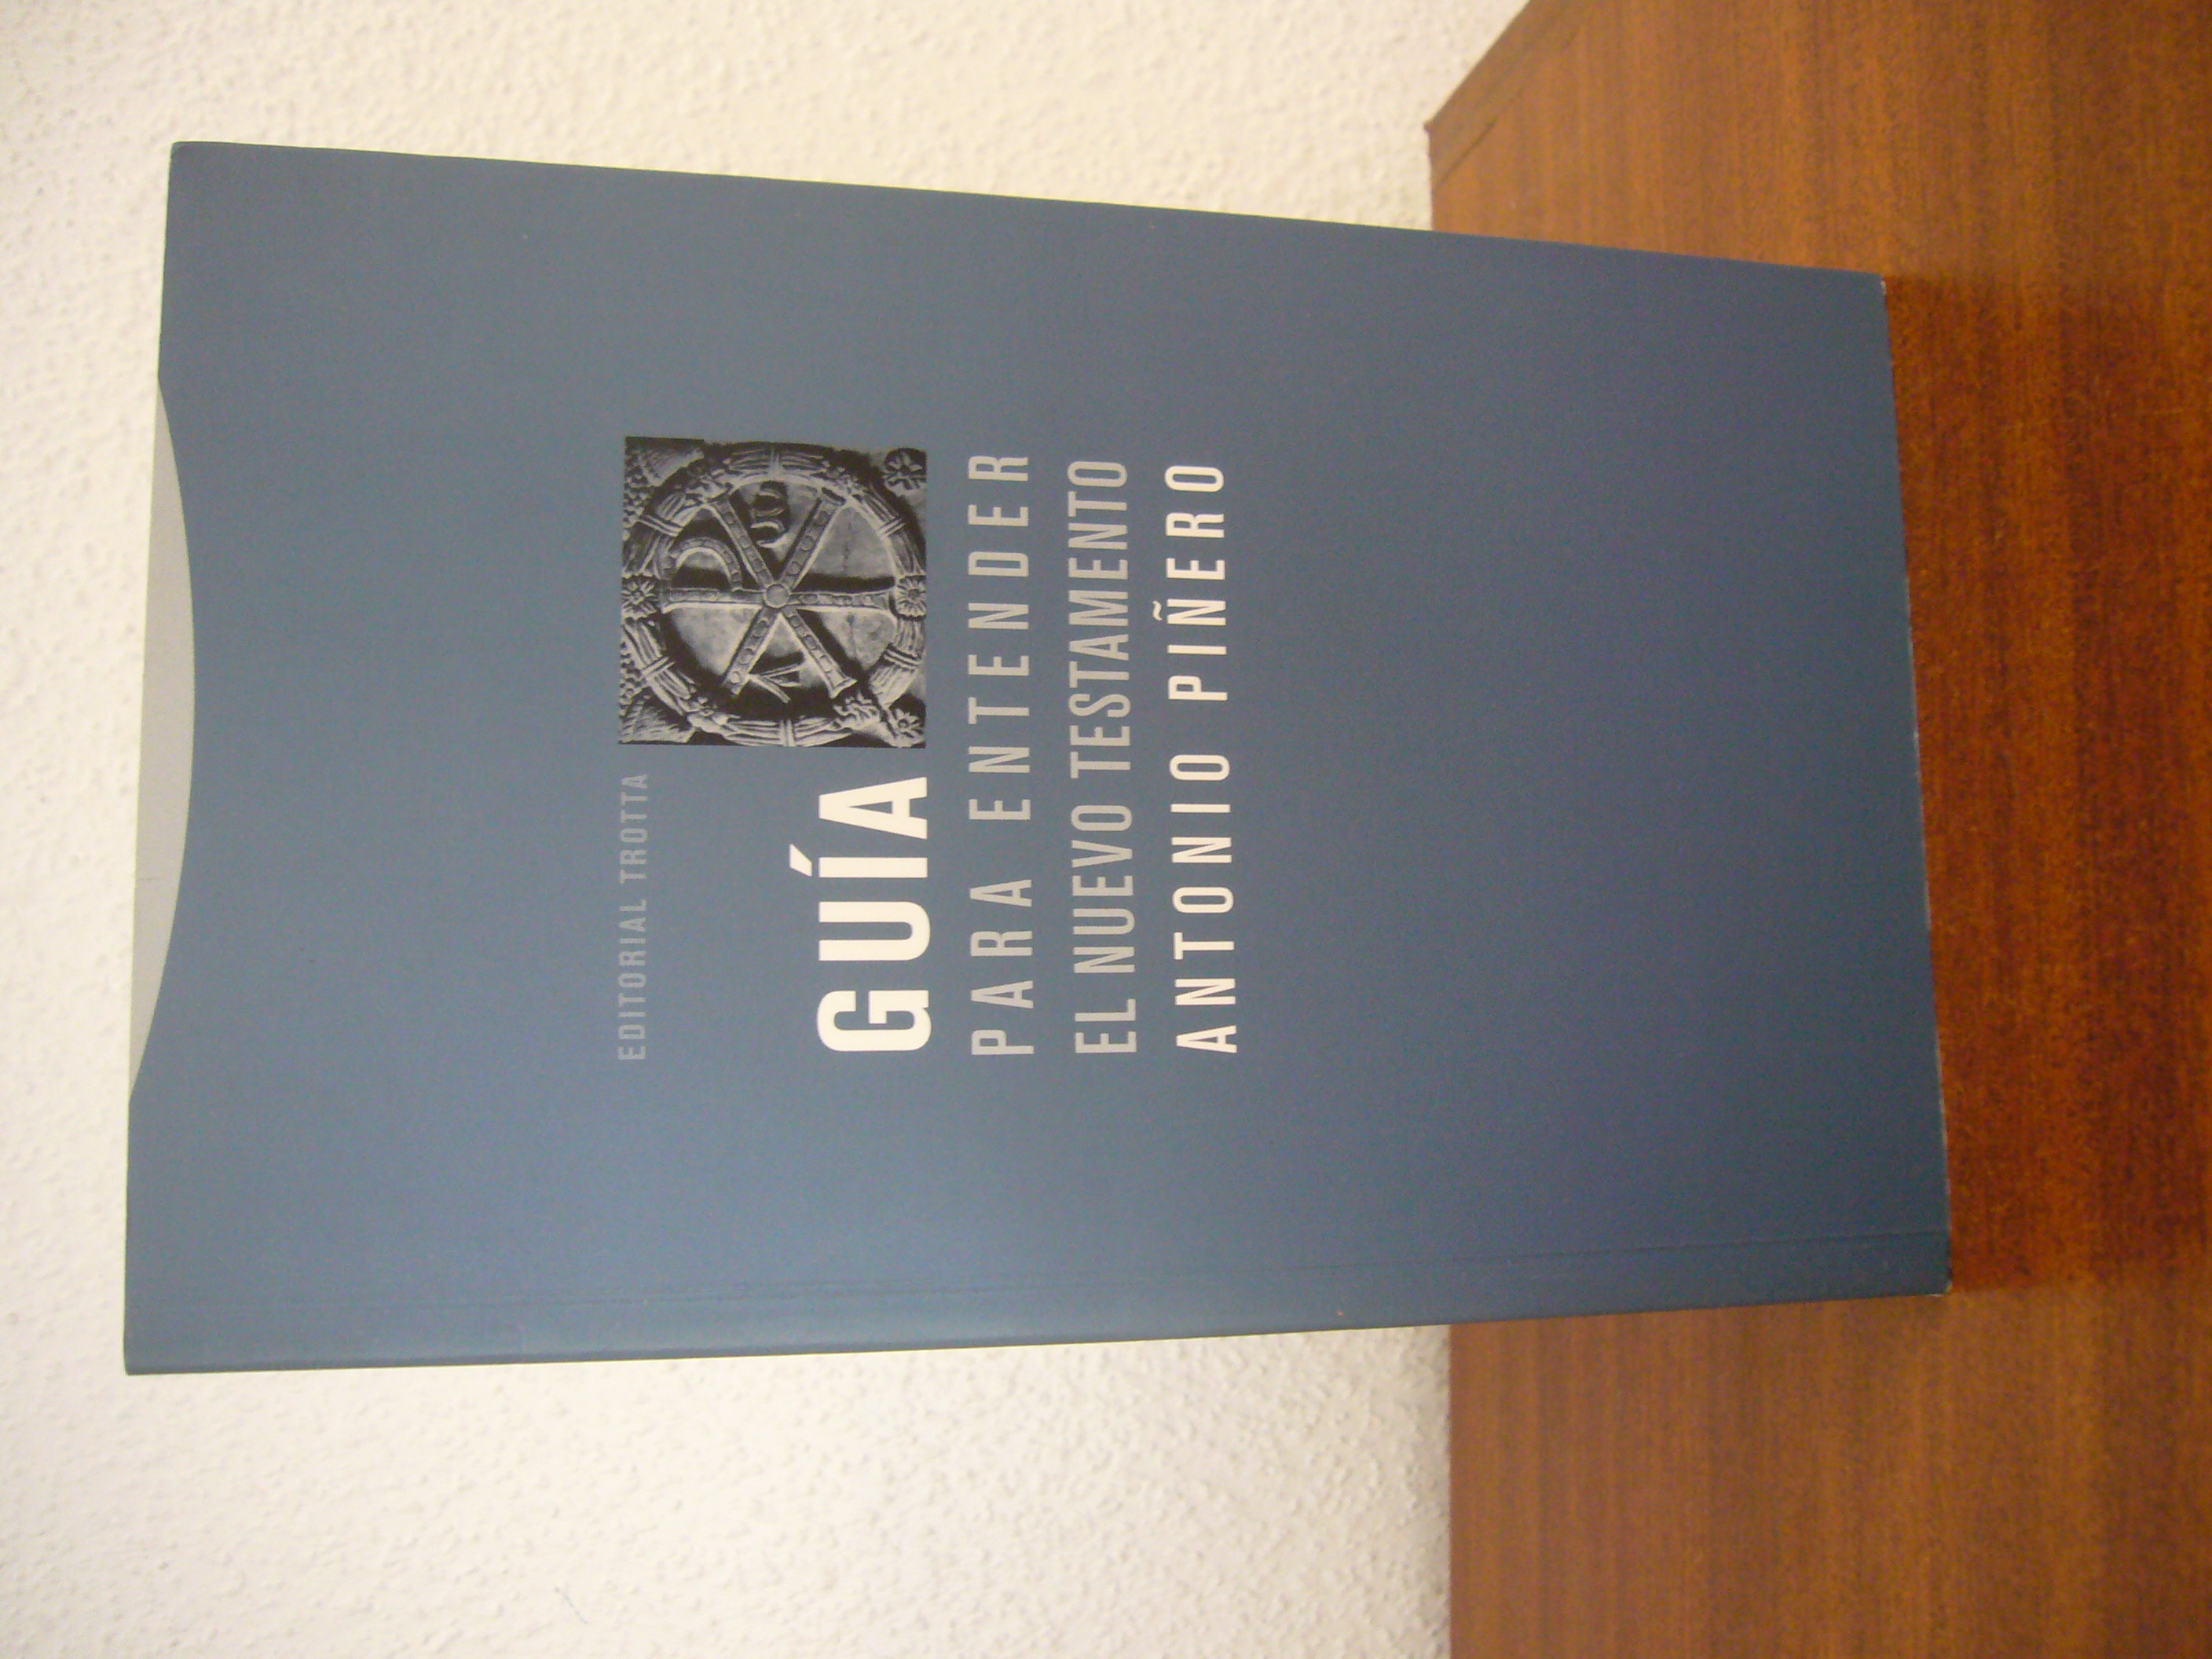 EDITORIAL TROTTA
GUÍA
PARA ENTENDER
EL NUEVO TESTAMENTO
ANTONIO PIÑERO